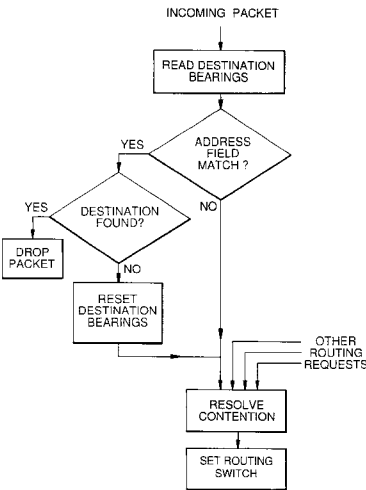 INCOMING PACKET
READ DESTINATION
BEARINGS
YES
ADDRESS
FIELD
MATCH ?
YES
DESTINATION
FOUND?
NO
DROP
PACKET
NO
RESET
DESTINATION
BEARINGS
OTHER
ROUTING
REQUESTS
RESOLVE
CONTENTION
SET ROUTING
SWITCH